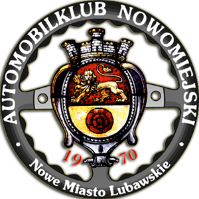 AUTOMOBILKLUB NOWOMIEJSKI
19 70
• Nowe Miasto Lubawskie •